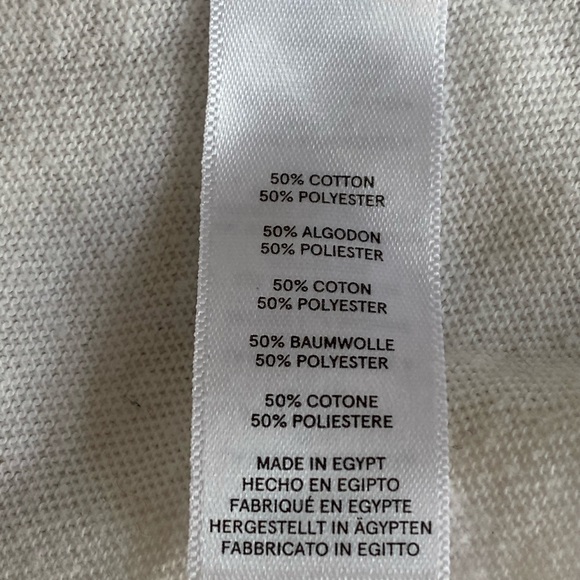 50% COTTON
50% POLYESTER
50% ALGODON
50% POLIESTER
50% COTON
50% POLYESTER
50% BAUMWOLLE
50% POLYESTER
50% COTONE
50% POLIESTERE
MADE IN EGYPT
HECHO EN EGIPTO
FABRIQUÉ EN EGYPTE
HERGESTELLT IN ÄGYPTEN
FABBRICATO IN EGITTO